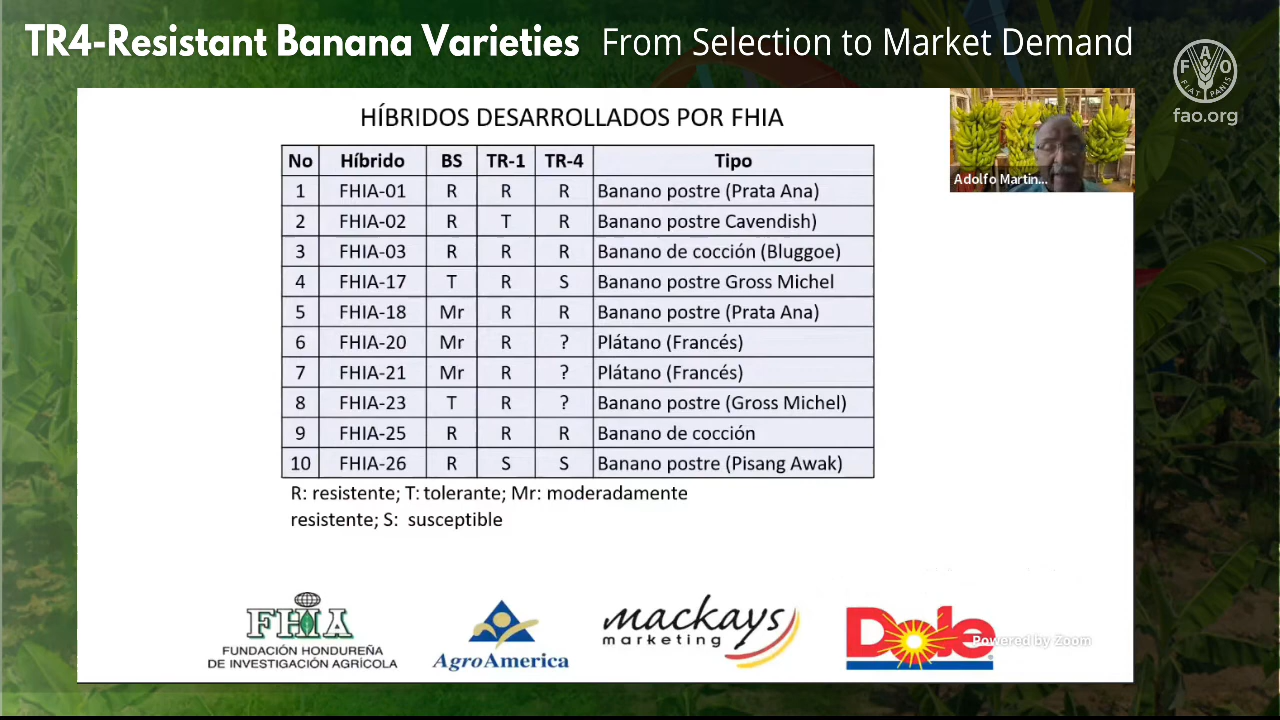 TR4-Resistant Banana Varieties From Selection to Market Demand
FAO
FIAT PANIS
fao.org
HÍBRIDOS DESARROLLADOS POR FHIA
Adolfo Martin...
No Híbrido BS TR-1 TR-4 Tipo
1 FHIA-01 R R R Banano postre (Prata Ana)
2 FHIA-02 R T R Banano postre Cavendish)
3 FHIA-03 R R R Banano de cocción (Bluggoe)
4 FHIA-17 T R S Banano postre Gross Michel
5 FHIA-18 Mr R R Banano postre (Prata Ana)
6 FHIA-20 Mr R ? Plátano (Francés)
7 FHIA-21 Mr R ? Plátano (Francés)
8 FHIA-23 T R ? Banano postre (Gross Michel)
9 FHIA-25 R R R Banano de cocción
10 FHIA-26 R S S Banano postre (Pisang Awak)
R: resistente; T: tolerante; Mr: moderadamente
resistente; S: susceptible
FHIA
FUNDACIÓN HONDUREÑA
DE INVESTIGACIÓN AGRÍCOLA
AgroAmerica
mackays
marketing
Dole
Powered by Zoom